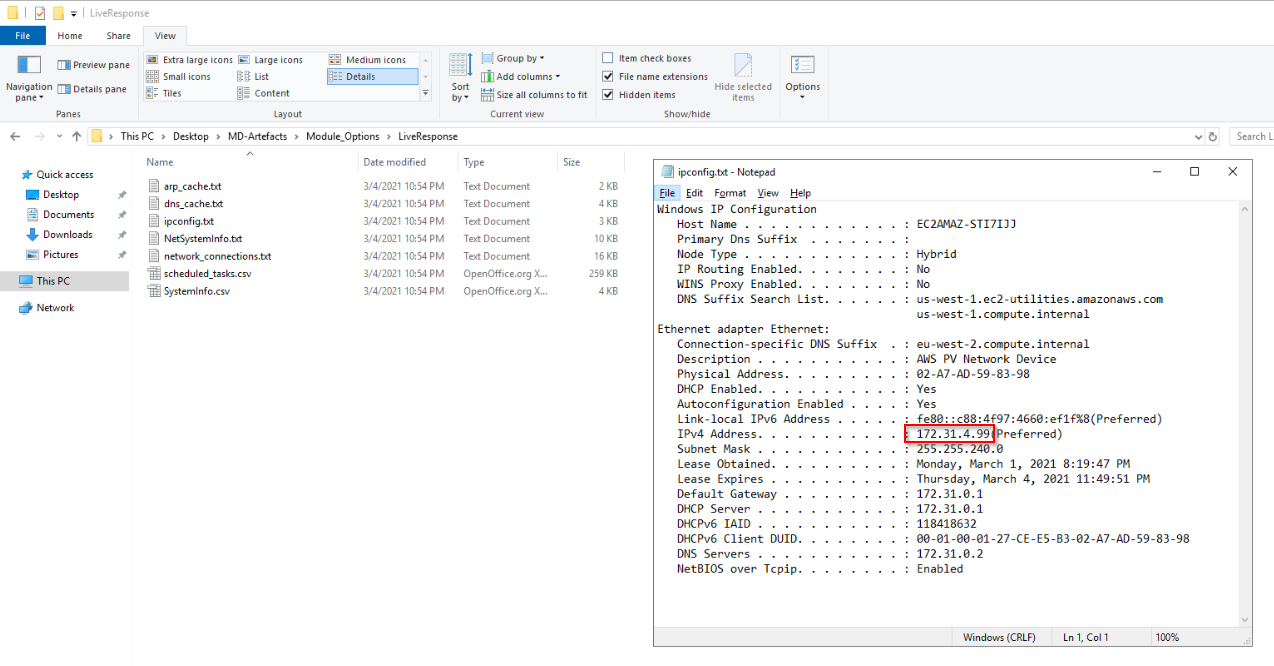 LiveResponse
File Home Share View
Navigation pane
Preview pane
Details pane
Panes
Extra large icons Large icons Medium icons
Small icons List Details
Tiles Content
Layout
Sort by
Group by
Add columns
Size all columns to fit
Current view
Item check boxes
File name extensions
Hidden items
Hide selected items
Show/hide
Options
This PC > Desktop > MD-Artefacts > Module_Options > LiveResponse
Search L
Quick access
Desktop
Documents
Downloads
Pictures
This PC
Network
Name Date modified Type Size
arp_cache.txt 3/4/2021 10:54 PM Text Document 2 KB
dns_cache.txt 3/4/2021 10:54 PM Text Document 4 KB
ipconfig.txt 3/4/2021 10:54 PM Text Document 3 KB
NetSystemInfo.txt 3/4/2021 10:54 PM Text Document 10 KB
network_connections.txt 3/4/2021 10:54 PM Text Document 16 KB
scheduled_tasks.csv 3/4/2021 10:54 PM OpenOffice.org X... 259 KB
SystemInfo.csv 3/4/2021 10:54 PM OpenOffice.org X... 4 KB
ipconfig.txt - Notepad
File Edit Format View Help
Windows IP Configuration
Host Name . . . . . . . . . . . . : EC2AMAZ-STI7IJJ
Primary Dns Suffix . . . . . . . :
Node Type . . . . . . . . . . . . : Hybrid
IP Routing Enabled. . . . . . . . : No
WINS Proxy Enabled. . . . . . . . : No
DNS Suffix Search List. . . . . . : us-west-1.ec2-utilities.amazonaws.com
us-west-1.compute.internal
Ethernet adapter Ethernet:
Connection-specific DNS Suffix . : eu-west-2.compute.internal
Description . . . . . . . . . . . : AWS PV Network Device
Physical Address. . . . . . . . . : 02-A7-AD-59-83-98
DHCP Enabled. . . . . . . . . . . : Yes
Autoconfiguration Enabled . . . . : Yes
Link-local IPv6 Address . . . . . : fe80::c88:4f97:4660:ef1f%8(Preferred)
IPv4 Address. . . . . . . . . . . : 172.31.4.99(Preferred)
Subnet Mask . . . . . . . . . . . : 255.255.240.0
Lease Obtained. . . . . . . . . . : Monday, March 1, 2021 8:19:47 PM
Lease Expires . . . . . . . . . . : Thursday, March 4, 2021 11:49:51 PM
Default Gateway . . . . . . . . . : 172.31.0.1
DHCP Server . . . . . . . . . . . : 172.31.0.1
DHCPv6 IAID . . . . . . . . . . . : 118418632
DHCPv6 Client DUID. . . . . . . . : 00-01-00-01-27-CE-E5-B3-02-A7-AD-59-83-98
DNS Servers . . . . . . . . . . . : 172.31.0.2
NetBIOS over Tcpip. . . . . . . . : Enabled
Windows (CRLF) Ln 1, Col 1 100%